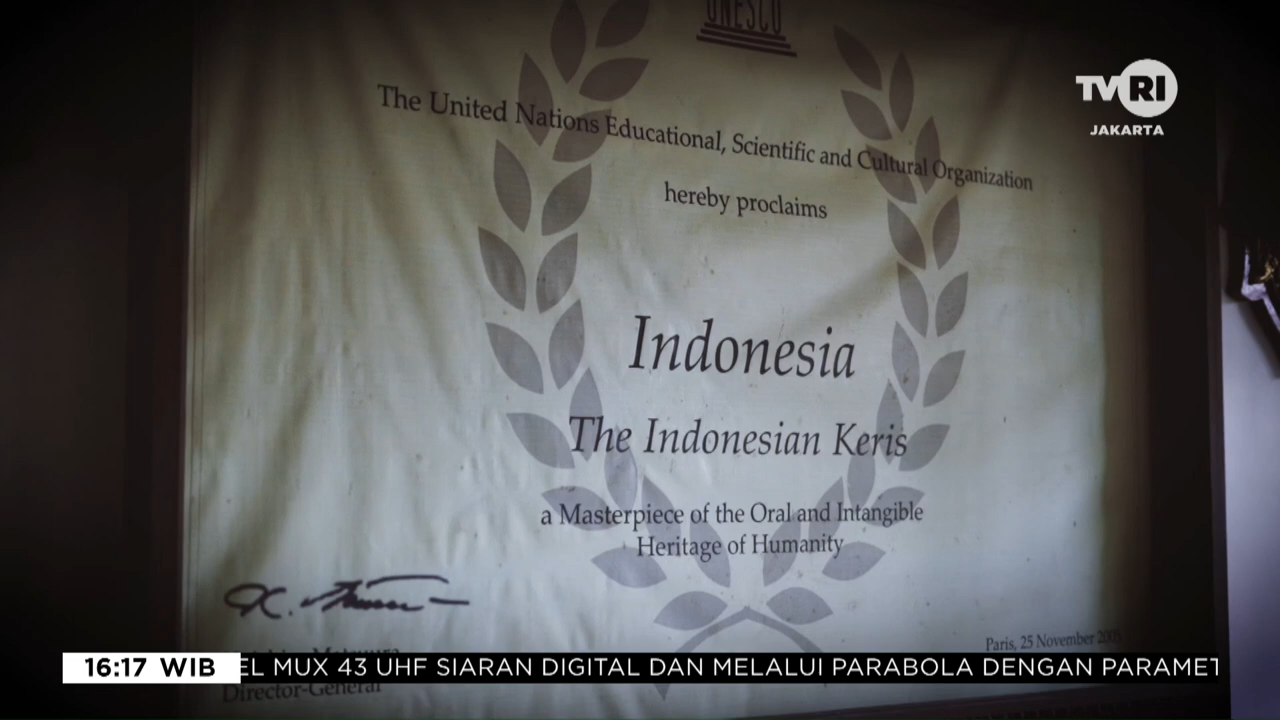 UNESCO
TVRI
JAKARTA
The United Nations Educational, Scientific and Cultural Organization
hereby proclaims
Indonesia
The Indonesian Keris
a Masterpiece of the Oral and Intangible
Heritage of Humanity
Paris, 25 November
Director-General
16:17 WIB
EL MUX 43 UHF SIARAN DIGITAL DAN MELALUI PARABOLA DENGAN PARAMET